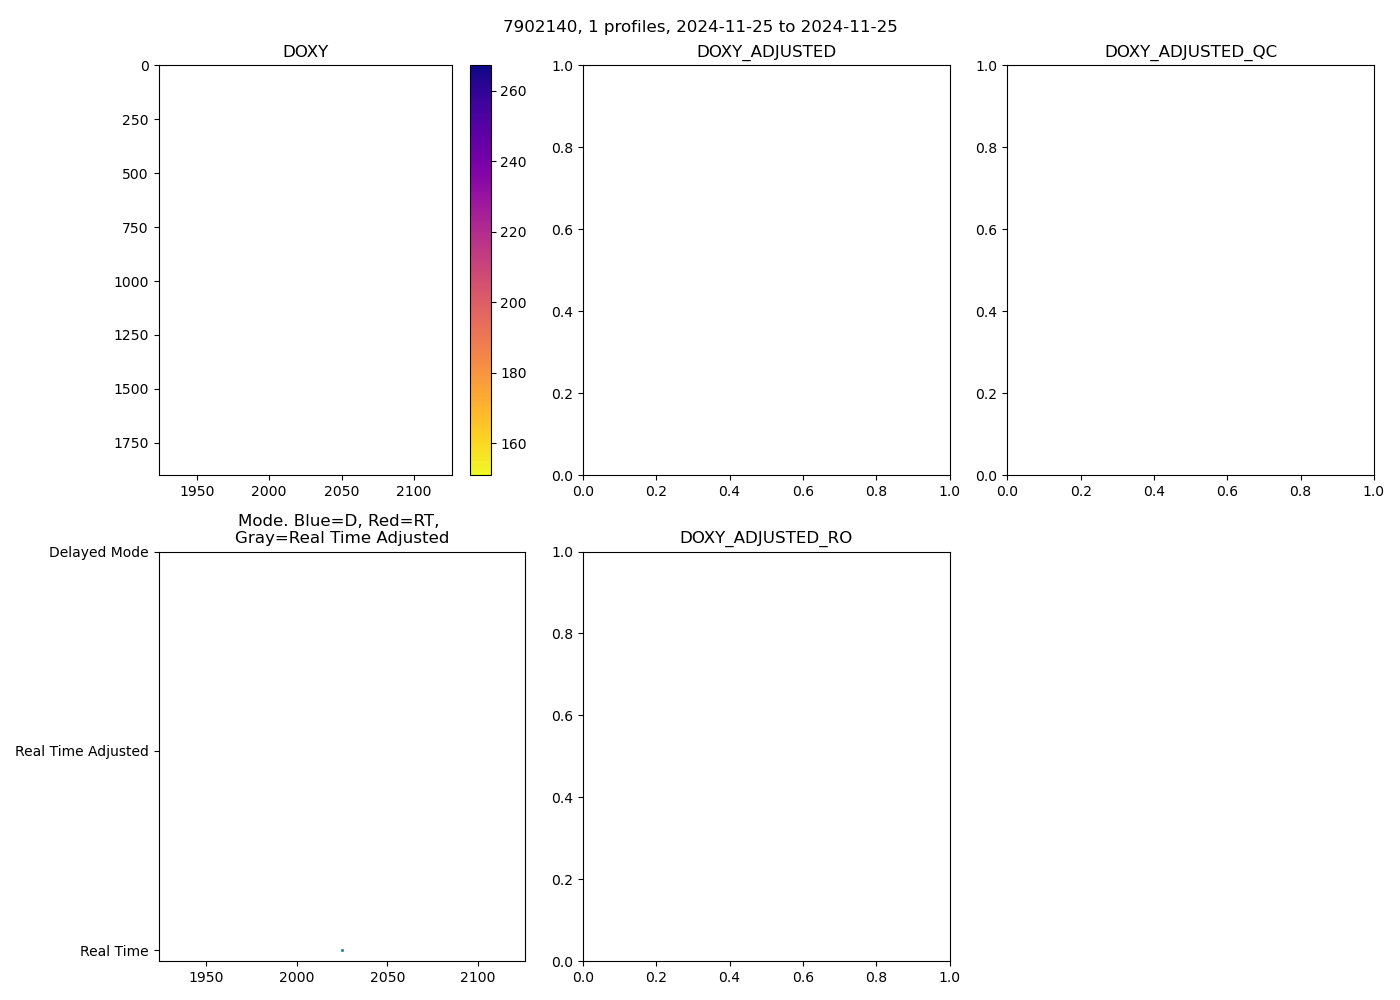 7902140, 1 profiles, 2024-11-25 to 2024-11-25
DOXY
0
250
500
750
1000
1250
1500
1750
1950 2000 2050 2100
260
240
220
200
180
160
DOXY_ADJUSTED
1.0
0.8
0.6
0.4
0.2
0.0
0.0 0.2 0.4 0.6 0.8 1.0
DOXY_ADJUSTED_QC
1.0
0.8
0.6
0.4
0.2
0.0
0.0 0.2 0.4 0.6 0.8 1.0
Mode. Blue=D, Red=RT,
Gray=Real Time Adjusted
Delayed Mode
Real Time Adjusted
Real Time
1950 2000 2050 2100
DOXY_ADJUSTED_RO
1.0
0.8
0.6
0.4
0.2
0.0
0.0 0.2 0.4 0.6 0.8 1.0